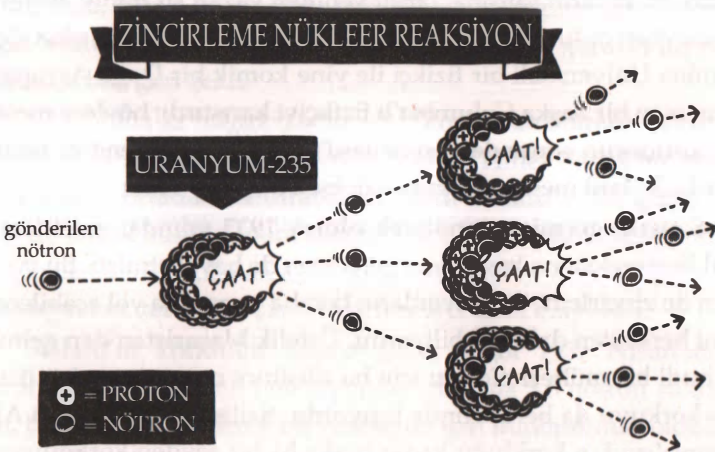 ZİNCİRLEME NÜKLEER REAKSİYON
URANYUM-235
gönderilen
nötron
ÇAAT!
ÇAAT!
ÇAAT!
ÇAAT!
= PROTON
= NÖTRON